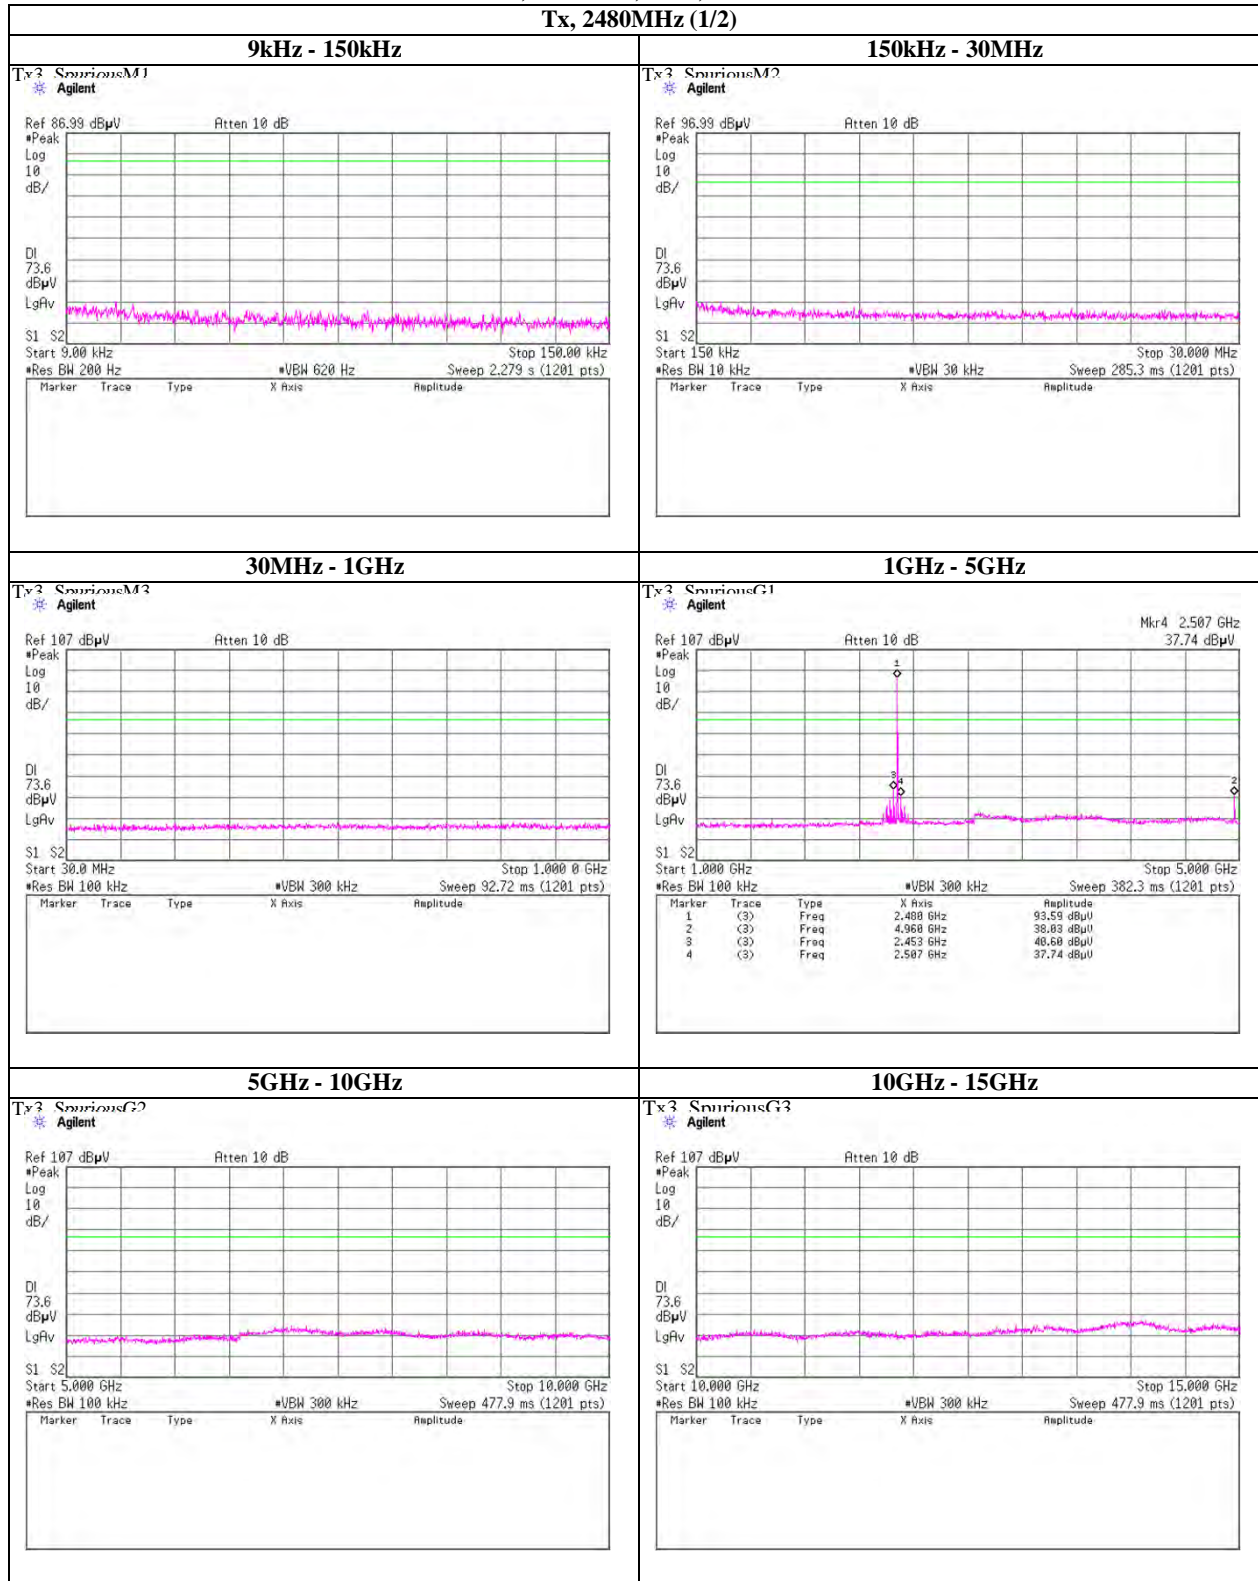 Tx, 2480MHz (1/2)
9kHz - 150kHz
150kHz - 30MHz
Tx3_SpuriousM1
Agilent
Ref 86.99 dBµV Atten 10 dB
#Peak
Log
10
dB/
DI
73.6
dBµV
LgAv
S1 S2
Start 9.00 kHz Stop 150.00 kHz
#Res BW 200 Hz #VBW 620 Hz Sweep 2.279 s (1201 pts)
Marker Trace Type X Axis Amplitude
Tx3_SpuriousM2
Agilent
Ref 96.99 dBµV Atten 10 dB
#Peak
Log
10
dB/
DI
73.6
dBµV
LgAv
S1 S2
Start 150 kHz Stop 30.000 MHz
#Res BW 10 kHz #VBW 30 kHz Sweep 285.3 ms (1201 pts)
Marker Trace Type X Axis Amplitude
30MHz - 1GHz
1GHz - 5GHz
Tx3_SpuriousM3
Agilent
Ref 107 dBµV Atten 10 dB
#Peak
Log
10
dB/
DI
73.6
dBµV
LgAv
S1 S2
Start 30.0 MHz Stop 1.000 0 GHz
#Res BW 100 kHz #VBW 300 kHz Sweep 92.72 ms (1201 pts)
Marker Trace Type X Axis Amplitude
Tx3_SpuriousG1
Agilent
Mkr4 2.507 GHz
Ref 107 dBµV Atten 10 dB 37.74 dBµV
#Peak
Log
10
dB/
1
3
4
2
DI
73.6
dBµV
LgAv
S1 S2
Start 1.000 GHz Stop 5.000 GHz
#Res BW 100 kHz #VBW 300 kHz Sweep 382.3 ms (1201 pts)
Marker Trace Type X Axis Amplitude
1 (3) Freq 2.480 GHz 93.59 dBµV
2 (3) Freq 4.960 GHz 38.03 dBµV
3 (3) Freq 2.453 GHz 40.60 dBµV
4 (3) Freq 2.507 GHz 37.74 dBµV
5GHz - 10GHz
10GHz - 15GHz
Tx3_SpuriousG2
Agilent
Ref 107 dBµV Atten 10 dB
#Peak
Log
10
dB/
DI
73.6
dBµV
LgAv
S1 S2
Start 5.000 GHz Stop 10.000 GHz
#Res BW 100 kHz #VBW 300 kHz Sweep 477.9 ms (1201 pts)
Marker Trace Type X Axis Amplitude
Tx3_SpuriousG3
Agilent
Ref 107 dBµV Atten 10 dB
#Peak
Log
10
dB/
DI
73.6
dBµV
LgAv
S1 S2
Start 10.000 GHz Stop 15.000 GHz
#Res BW 100 kHz #VBW 300 kHz Sweep 477.9 ms (1201 pts)
Marker Trace Type X Axis Amplitude